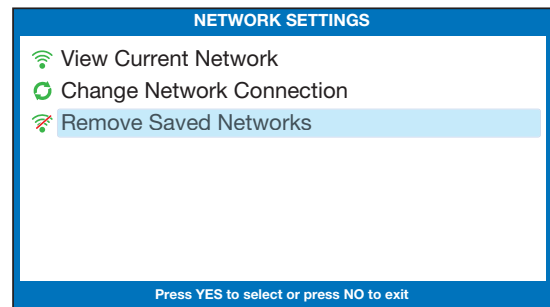 NETWORK SETTINGS
View Current Network
Change Network Connection
Remove Saved Networks
Press YES to select or press NO to exit